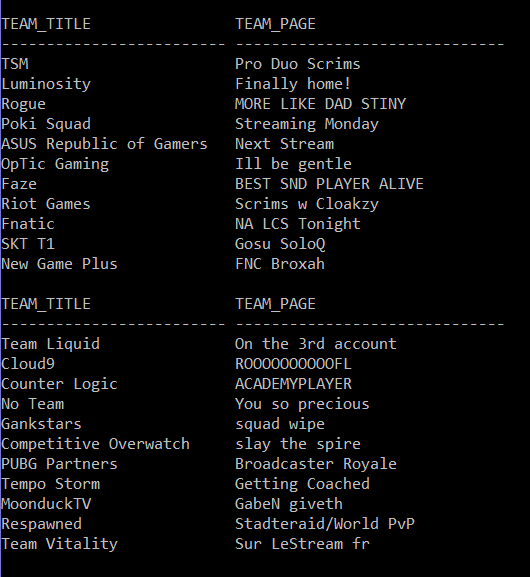 TEAM_TITLE TEAM_PAGE
------------------------- ------------------------------
TSM Pro Duo Scrims
Luminosity Finally home!
Rogue MORE LIKE DAD STINY
Poki Squad Streaming Monday
ASUS Republic of Gamers Next Stream
OpTic Gaming Ill be gentle
Faze BEST SND PLAYER ALIVE
Riot Games Scrims w Cloakzy
Fnatic NA LCS Tonight
SKT T1 Gosu SoloQ
New Game Plus FNC Broxah
TEAM_TITLE TEAM_PAGE
------------------------- ------------------------------
Team Liquid On the 3rd account
Cloud9 ROOOOOOOOOOFL
Counter Logic ACADEMYPLAYER
No Team You so precious
Gankstars squad wipe
Competitive Overwatch slay the spire
PUBG Partners Broadcaster Royale
Tempo Storm Getting Coached
MoonduckTV GabeN giveth
Respawned Stadteraid/World PvP
Team Vitality Sur LeStream fr